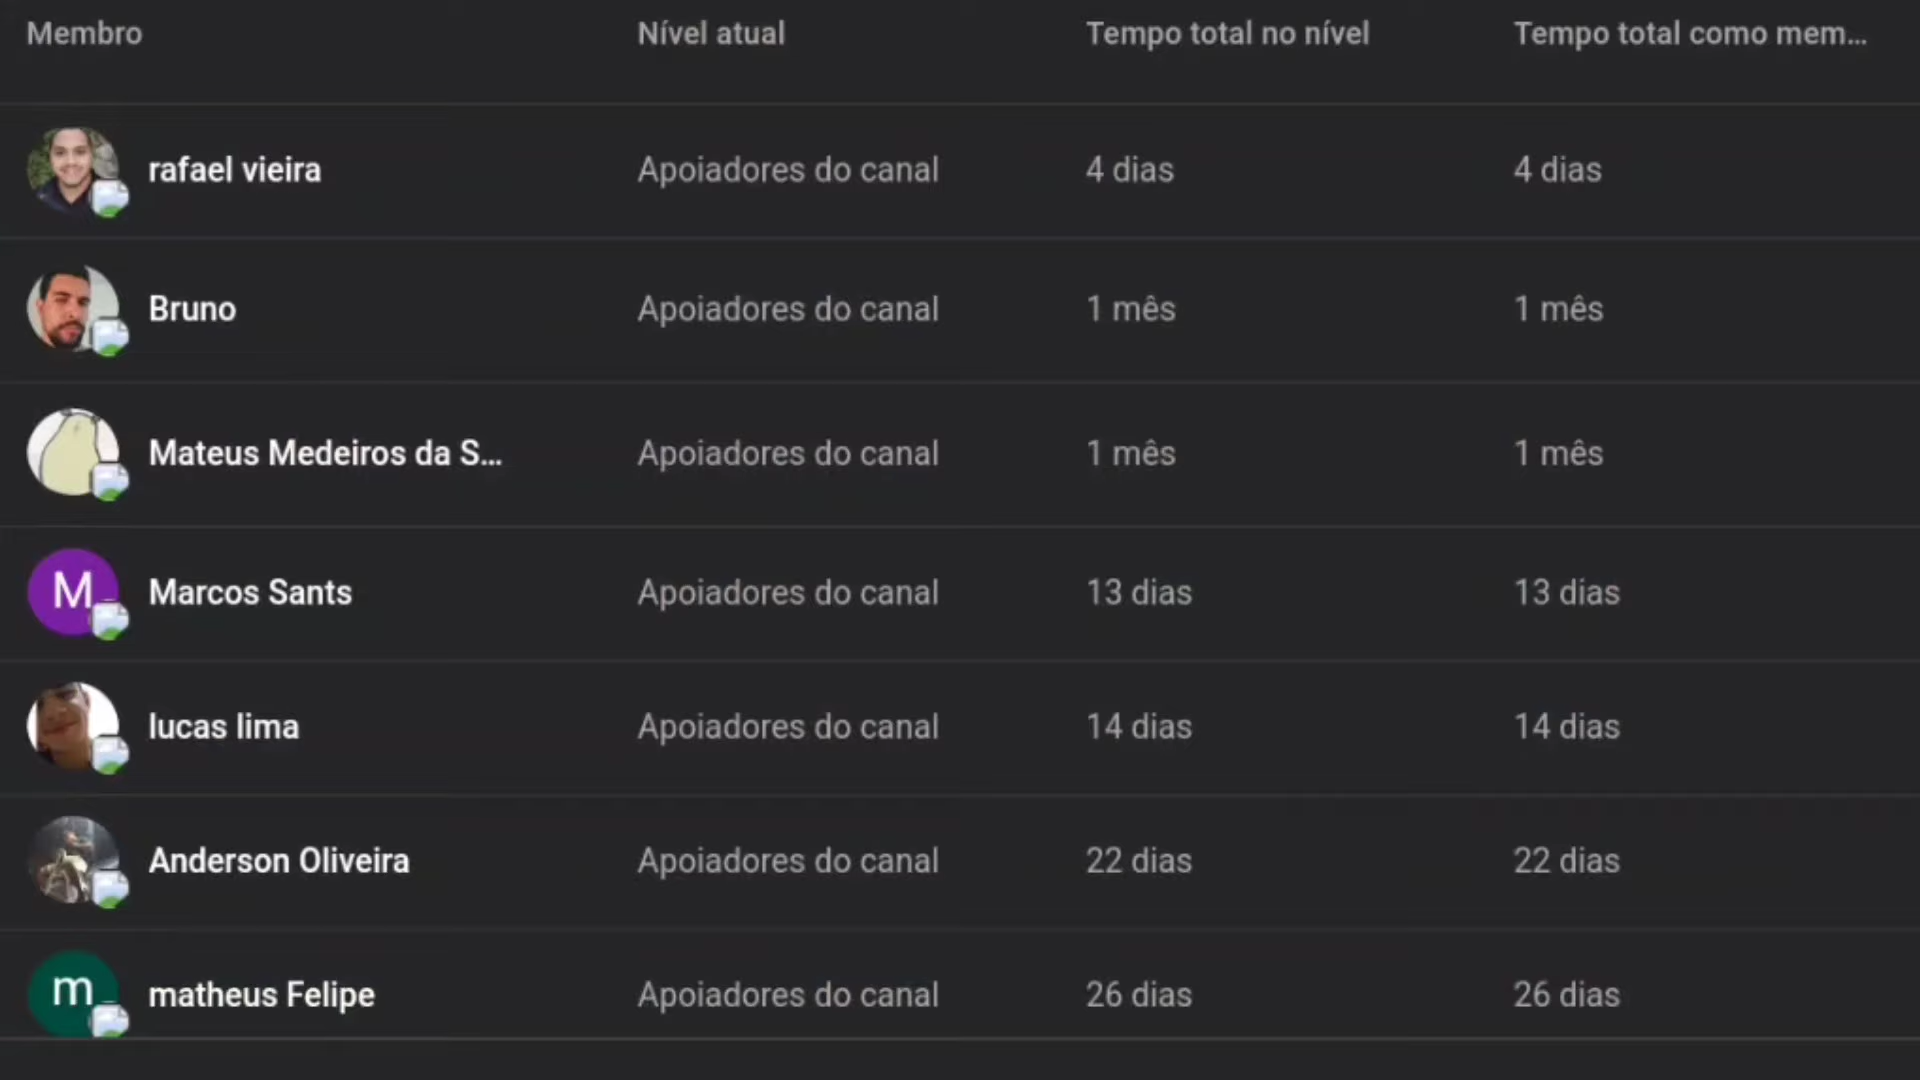 Membro Nível atual Tempo total no nível Tempo total como mem...
rafael vieira Apoiadores do canal 4 dias 4 dias
Bruno Apoiadores do canal 1 mês 1 mês
Mateus Medeiros da S... Apoiadores do canal 1 mês 1 mês
M Marcos Sants Apoiadores do canal 13 dias 13 dias
lucas lima Apoiadores do canal 14 dias 14 dias
Anderson Oliveira Apoiadores do canal 22 dias 22 dias
m matheus Felipe Apoiadores do canal 26 dias 26 dias